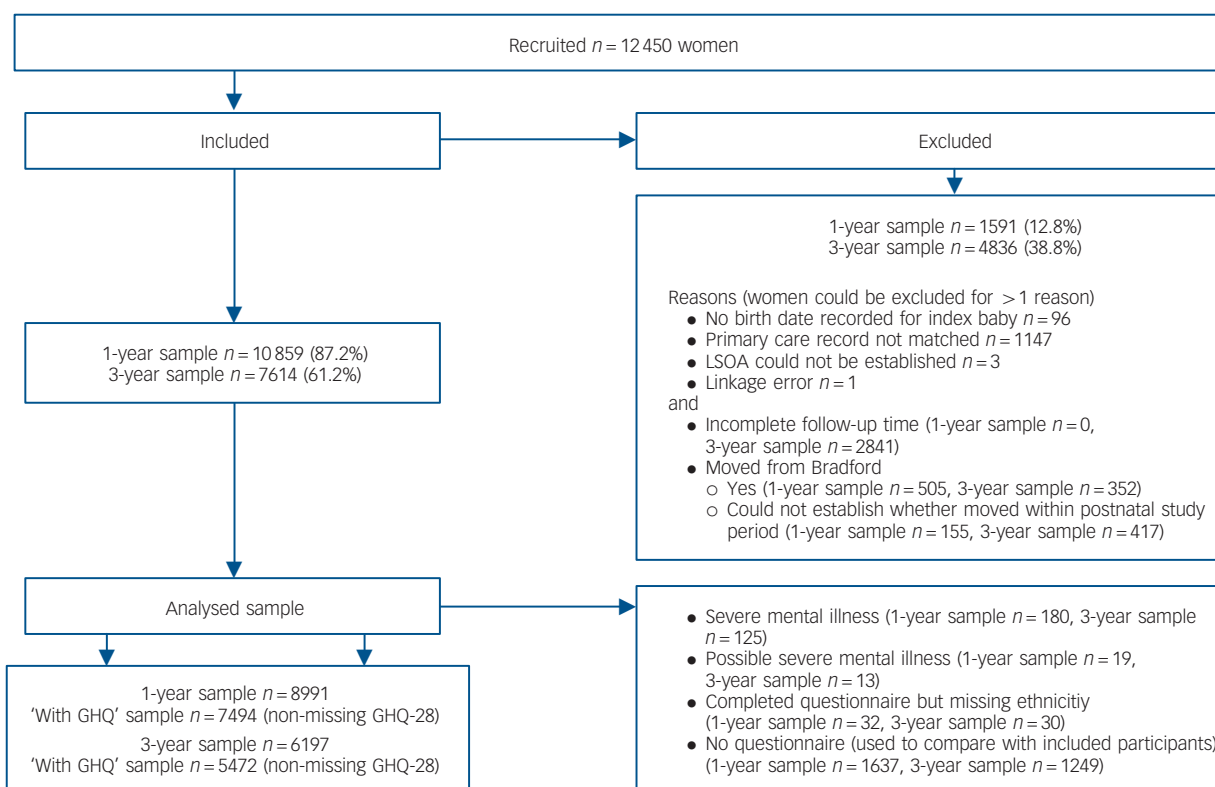 Recruited n = 12 450 women
Included
Excluded
1-year sample n = 1591 (12.8%)
3-year sample n = 4836 (38.8%)
Reasons (women could be excluded for >1 reason)
● No birth date recorded for index baby n = 96
● Primary care record not matched n = 1147
● LSOA could not be established n = 3
● Linkage error n = 1
and
● Incomplete follow-up time (1-year sample n = 0,
3-year sample n = 2841)
● Moved from Bradford
○ Yes (1-year sample n = 505, 3-year sample n = 352)
○ Could not establish whether moved within postnatal study
period (1-year sample n = 155, 3-year sample n = 417)
1-year sample n = 10 859 (87.2%)
3-year sample n = 7614 (61.2%)
Analysed sample
● Severe mental illness (1-year sample n = 180, 3-year sample
n = 125)
● Possible severe mental illness (1-year sample n = 19,
3-year sample n = 13)
● Completed questionnaire but missing ethnicitiy
(1-year sample n = 32, 3-year sample n = 30)
● No questionnaire (used to compare with included participants)
(1-year sample n = 1637, 3-year sample n = 1249)
1-year sample n = 8991
'With GHQ' sample n = 7494 (non-missing GHQ-28)
3-year sample n = 6197
'With GHQ' sample n = 5472 (non-missing GHQ-28)